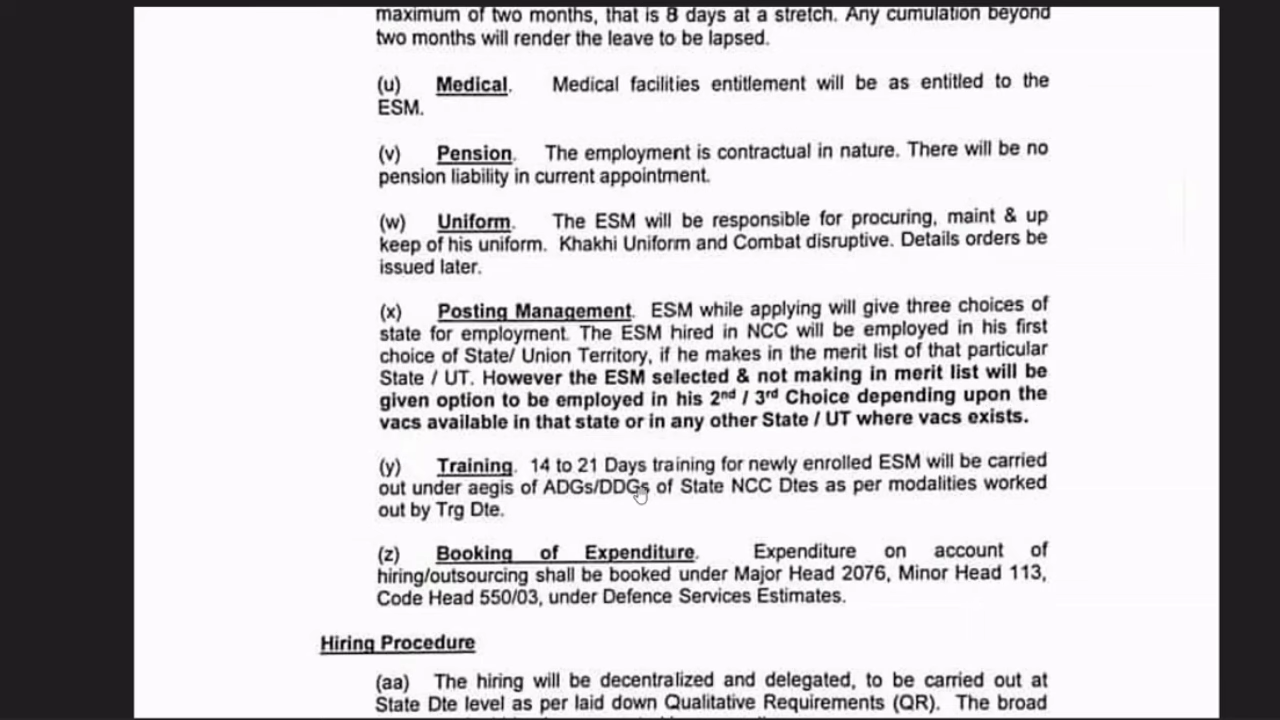 maximum of two months, that is 8 days at a stretch. Any cumulation beyond
two months will render the leave to be lapsed.
(u) Medical. Medical facilities entitlement will be as entitled to the
ESM.
(v) Pension. The employment is contractual in nature. There will be no
pension liability in current appointment.
(w) Uniform. The ESM will be responsible for procuring, maint & up
keep of his uniform. Khakhi Uniform and Combat disruptive. Details orders be
issued later.
(x) Posting Management. ESM while applying will give three choices of
state for employment. The ESM hired in NCC will be employed in his first
choice of State/ Union Territory, if he makes in the merit list of that particular
State / UT. However the ESM selected & not making in merit list will be
given option to be employed in his 2nd / 3rd Choice depending upon the
vacs available in that state or in any other State / UT where vacs exists.
(y) Training. 14 to 21 Days training for newly enrolled ESM will be carried
out under aegis of ADGs/DDGs of State NCC Dtes as per modalities worked
out by Trg Dte.
(z) Booking of Expenditure. Expenditure on account of
hiring/outsourcing shall be booked under Major Head 2076, Minor Head 113,
Code Head 550/03, under Defence Services Estimates.
Hiring Procedure
(aa) The hiring will be decentralized and delegated, to be carried out at
State Dte level as per laid down Qualitative Requirements (QR). The broad